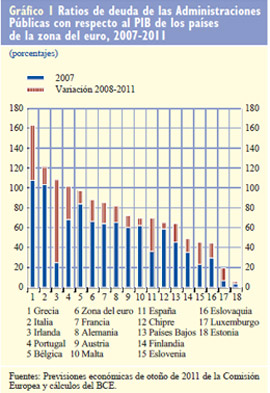 Gráfico 1 Ratios de deuda de las Administraciones
Públicas con respecto al PIB de los países
de la zona del euro, 2007-2011
(porcentajes)
2007
Variación 2008-2011
180 180
160 160
140 140
120 120
100 100
80 80
60 60
40 40
20 20
0 0
1 2 3 4 5 6 7 8 9 10 11 12 13 14 15 16 17 18
1 Grecia 6 Zona del euro 11 España 16 Eslovaquia
2 Italia 7 Francia 12 Chipre 17 Luxemburgo
3 Irlanda 8 Alemania 13 Países Bajos 18 Estonia
4 Portugal 9 Austria 14 Finlandia
5 Bélgica 10 Malta 15 Eslovenia
Fuentes: Previsiones económicas de otoño de 2011 de la Comisión
Europea y cálculos del BCE.